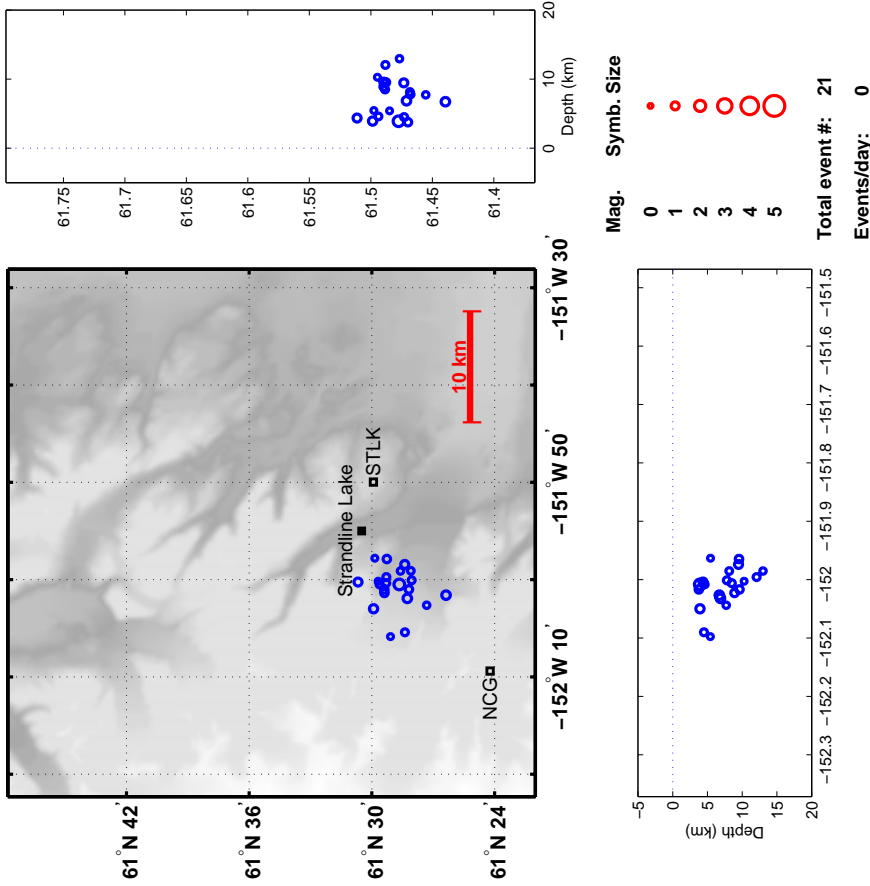 20
10
0
Depth (km)
61.75
61.7
61.65
61.6
61.55
61.5
61.45
61.4
61°N 42'
61°N 36'
61°N 30'
61°N 24'
−152°W 10'
−151°W 50'
−151°W 30'
Strandline Lake
STLK
NCG
10 km
Mag. Symb. Size
0
1
2
3
4
5
Total event #: 21
Events/day: 0
−5
0
5
10
15
20
Depth (km)
−152.3
−152.2
−152.1
−152
−151.9
−151.8
−151.7
−151.6
−151.5